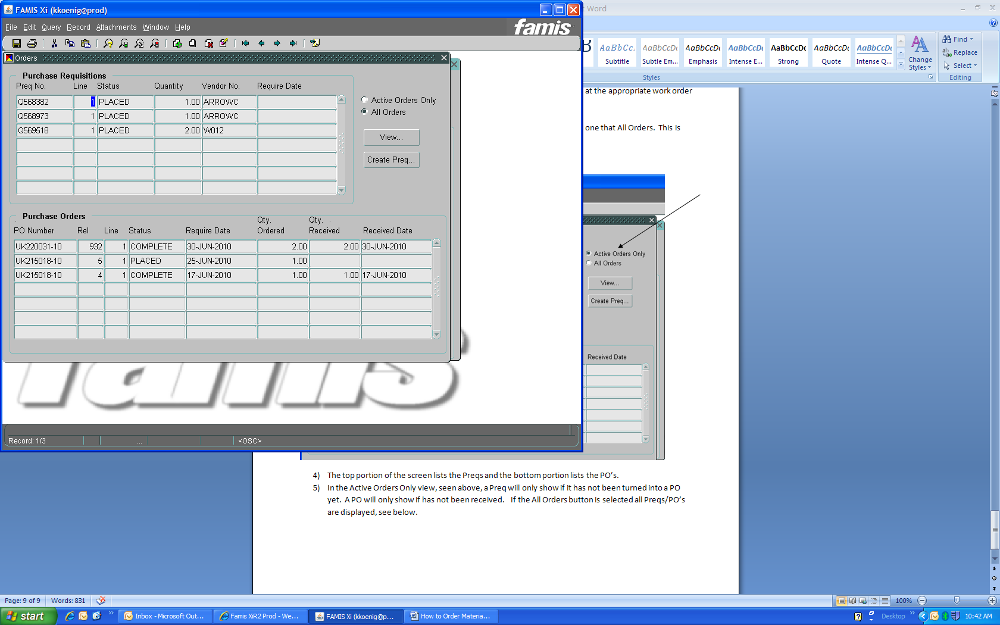 FAMIS Xi (kkoenig@prod)
Word
File Edit Query Record Attachments Window Help
famis
Orders
Purchase Requisitions
Preq No. Line Status Quantity Vendor No. Require Date
Q568382 1 PLACED 1.00 ARROWC
Q568973 1 PLACED 1.00 ARROWC
Q569518 1 PLACED 2.00 W012
Active Orders Only
All Orders
View...
Create Preq...
Purchase Orders
PO Number Rel Line Status Require Date Qty. Ordered Qty. Received Received Date
UK220031-10 932 1 COMPLETE 30-JUN-2010 2.00 2.00 30-JUN-2010
UK215018-10 5 1 PLACED 25-JUN-2010 1.00
UK215018-10 4 1 COMPLETE 17-JUN-2010 1.00 1.00 17-JUN-2010
famis
Record: 1/3 ... <OSC>
AaBbCc. AaBbCcDc AaBbCcDc AaBbCcDc AaBbCcDc AaBbCcDc AaBbCcDc
Subtitle Subtle Em... Emphasis Intense E... Strong Quote Intense Q...
Change Styles
Find
Replace
Select
Styles Editing
at the appropriate work order
one that All Orders. This is
Active Orders Only
All Orders
View...
Create Preq...
Received Date
4) The top portion of the screen lists the Preqs and the bottom portion lists the PO's.
5) In the Active Orders Only view, seen above, a Preq will only show if it has not been turned into a PO
yet. A PO will only show if has not been received. If the All Orders button is selected all Preqs/PO's
are displayed, see below.
Page: 9 of 9 Words: 831 100%
start Inbox - Microsoft Out... Famis XiR2 Prod - We... FAMIS Xi (kkoenig@p... How to Order Materia... Desktop 10:42 AM